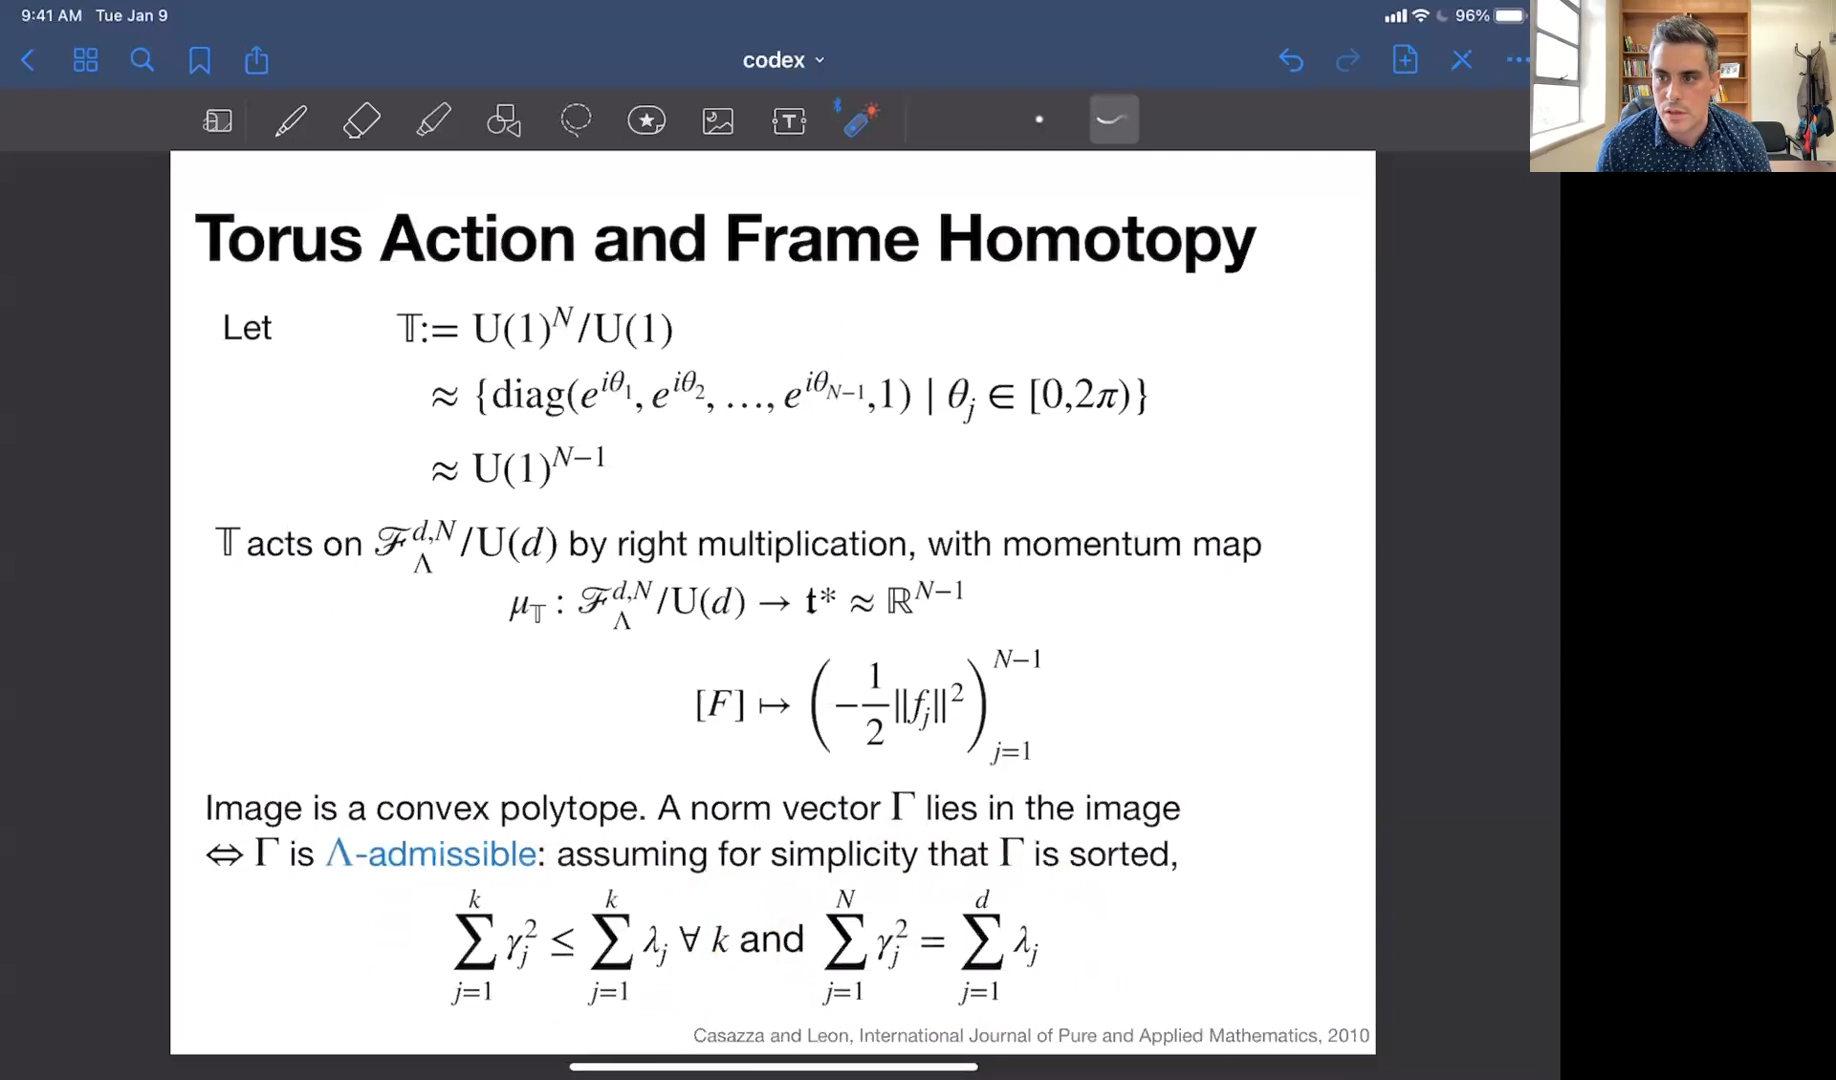 9:41 AM Tue Jan 9
96%
codex
T
Torus Action and Frame Homotopy
Let 𝕋:= U(1)^N/U(1)
≈ {diag(e^{iθ_1}, e^{iθ_2}, …, e^{iθ_{N−1}},1) | θ_j ∈ [0,2π)}
≈ U(1)^{N−1}
𝕋 acts on ℱ_Λ^{d,N}/U(d) by right multiplication, with momentum map
μ_𝕋 : ℱ_Λ^{d,N}/U(d) → 𝐭* ≈ ℝ^{N−1}
[F] ↦ (−1/2 ||f_j||^2)_{j=1}^{N−1}
Image is a convex polytope. A norm vector Γ lies in the image
⇔ Γ is Λ-admissible: assuming for simplicity that Γ is sorted,
∑_{j=1}^{k} γ_j^2 ≤ ∑_{j=1}^{k} λ_j ∀ k and ∑_{j=1}^{N} γ_j^2 = ∑_{j=1}^{d} λ_j
Casazza and Leon, International Journal of Pure and Applied Mathematics, 2010